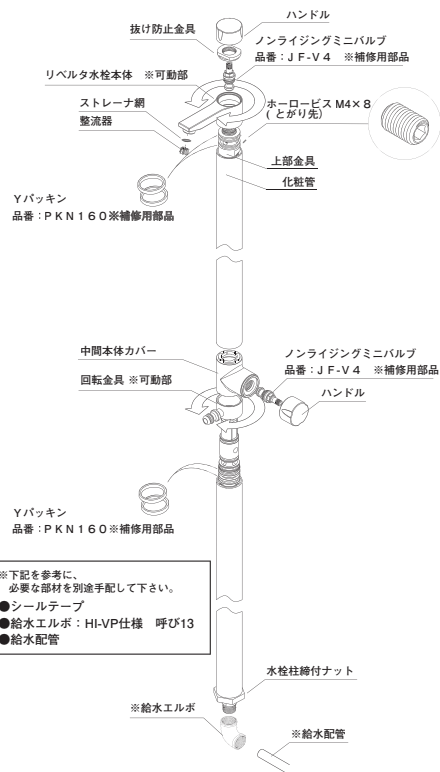 ハンドル
抜け防止金具
ノンライジングミニバルブ
品番：ＪＦ-Ｖ４　※補修用部品
リベルタ水栓本体　※可動部
ストレーナ網
整流器
ホーロービス M4×８
( とがり先)
上部金具
化粧管
Ｙパッキン
品番：ＰＫＮ１６０※補修用部品
中間本体カバー
ノンライジングミニバルブ
品番：ＪＦ-Ｖ４　※補修用部品
回転金具 ※可動部
ハンドル
Ｙパッキン
品番：ＰＫＮ１６０※補修用部品
※下記を参考に、
必要な部材を別途手配して下さい。
●シールテープ
●給水エルボ：HI-VP仕様　呼び13
●給水配管
水栓柱締付ナット
※給水エルボ
※給水配管